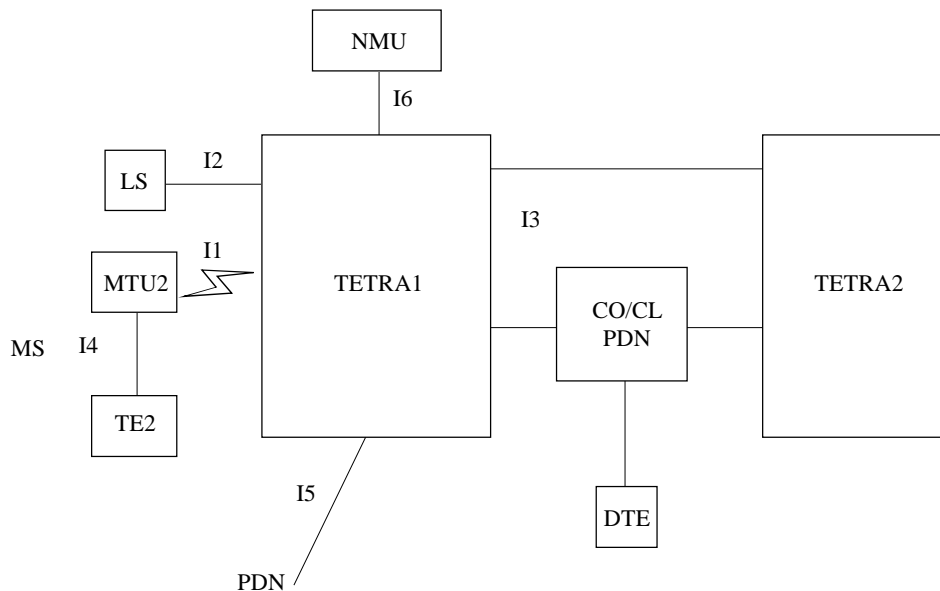 NMU
I6
LS
I2
I1
I3
MTU2
TETRA1
TETRA2
CO/CL
PDN
MS
I4
TE2
I5
DTE
PDN